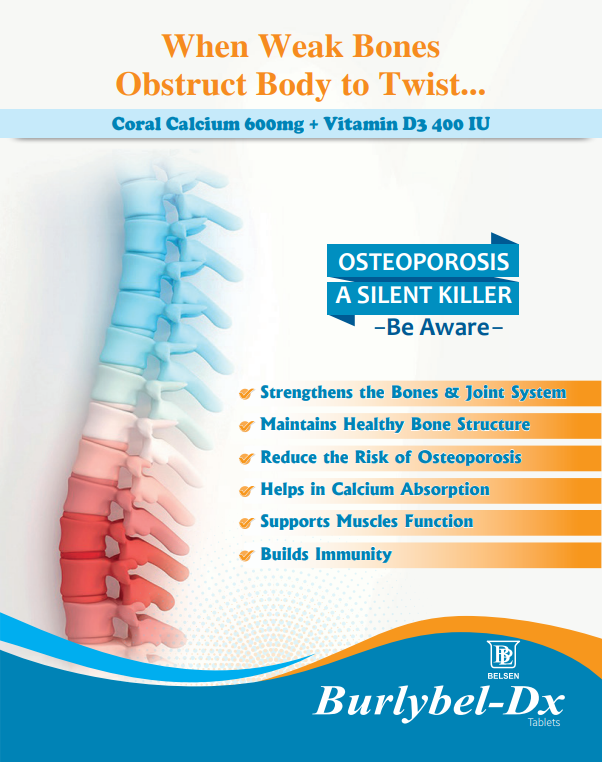 When Weak Bones
Obstruct Body to Twist...
Coral Calcium 600mg + Vitamin D3 400 IU
OSTEOPOROSIS
A SILENT KILLER
–Be Aware–
Strengthens the Bones & Joint System
Maintains Healthy Bone Structure
Reduce the Risk of Osteoporosis
Helps in Calcium Absorption
Supports Muscles Function
Builds Immunity
BELSEN
Burlybel-Dx
Tablets